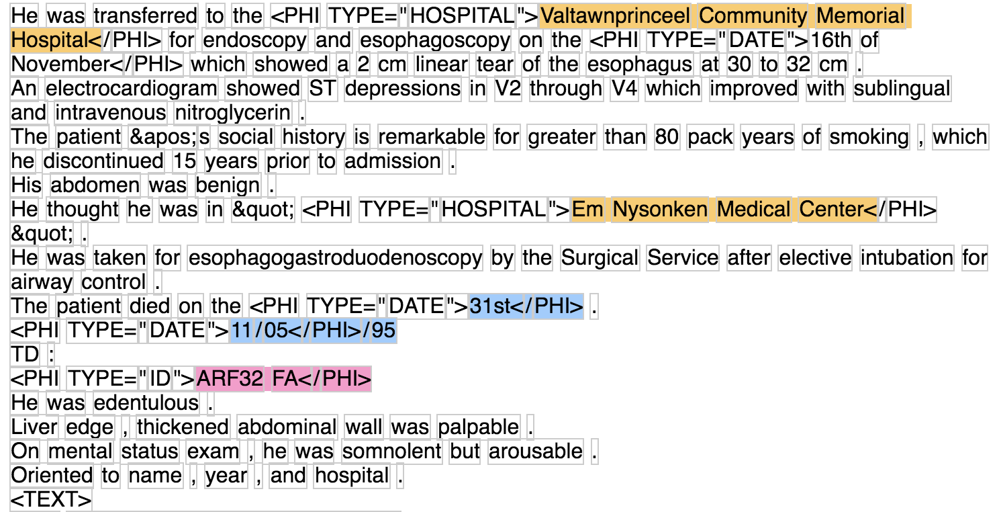 He was transferred to the <PHI TYPE="HOSPITAL">Valtawnprinceel Community Memorial
Hospital</PHI> for endoscopy and esophagoscopy on the <PHI TYPE="DATE">16th of
November</PHI> which showed a 2 cm linear tear of the esophagus at 30 to 32 cm .
An electrocardiogram showed ST depressions in V2 through V4 which improved with sublingual
and intravenous nitroglycerin .
The patient &apos;s social history is remarkable for greater than 80 pack years of smoking , which
he discontinued 15 years prior to admission .
His abdomen was benign .
He thought he was in &quot; <PHI TYPE="HOSPITAL">Em Nysonken Medical Center</PHI>
&quot; .
He was taken for esophagogastroduodenoscopy by the Surgical Service after elective intubation for
airway control .
The patient died on the <PHI TYPE="DATE">31st</PHI> .
<PHI TYPE="DATE">11/05</PHI>/95
TD :
<PHI TYPE="ID">ARF32 FA</PHI>
He was edentulous .
Liver edge , thickened abdominal wall was palpable .
On mental status exam , he was somnolent but arousable .
Oriented to name , year , and hospital .
<TEXT>